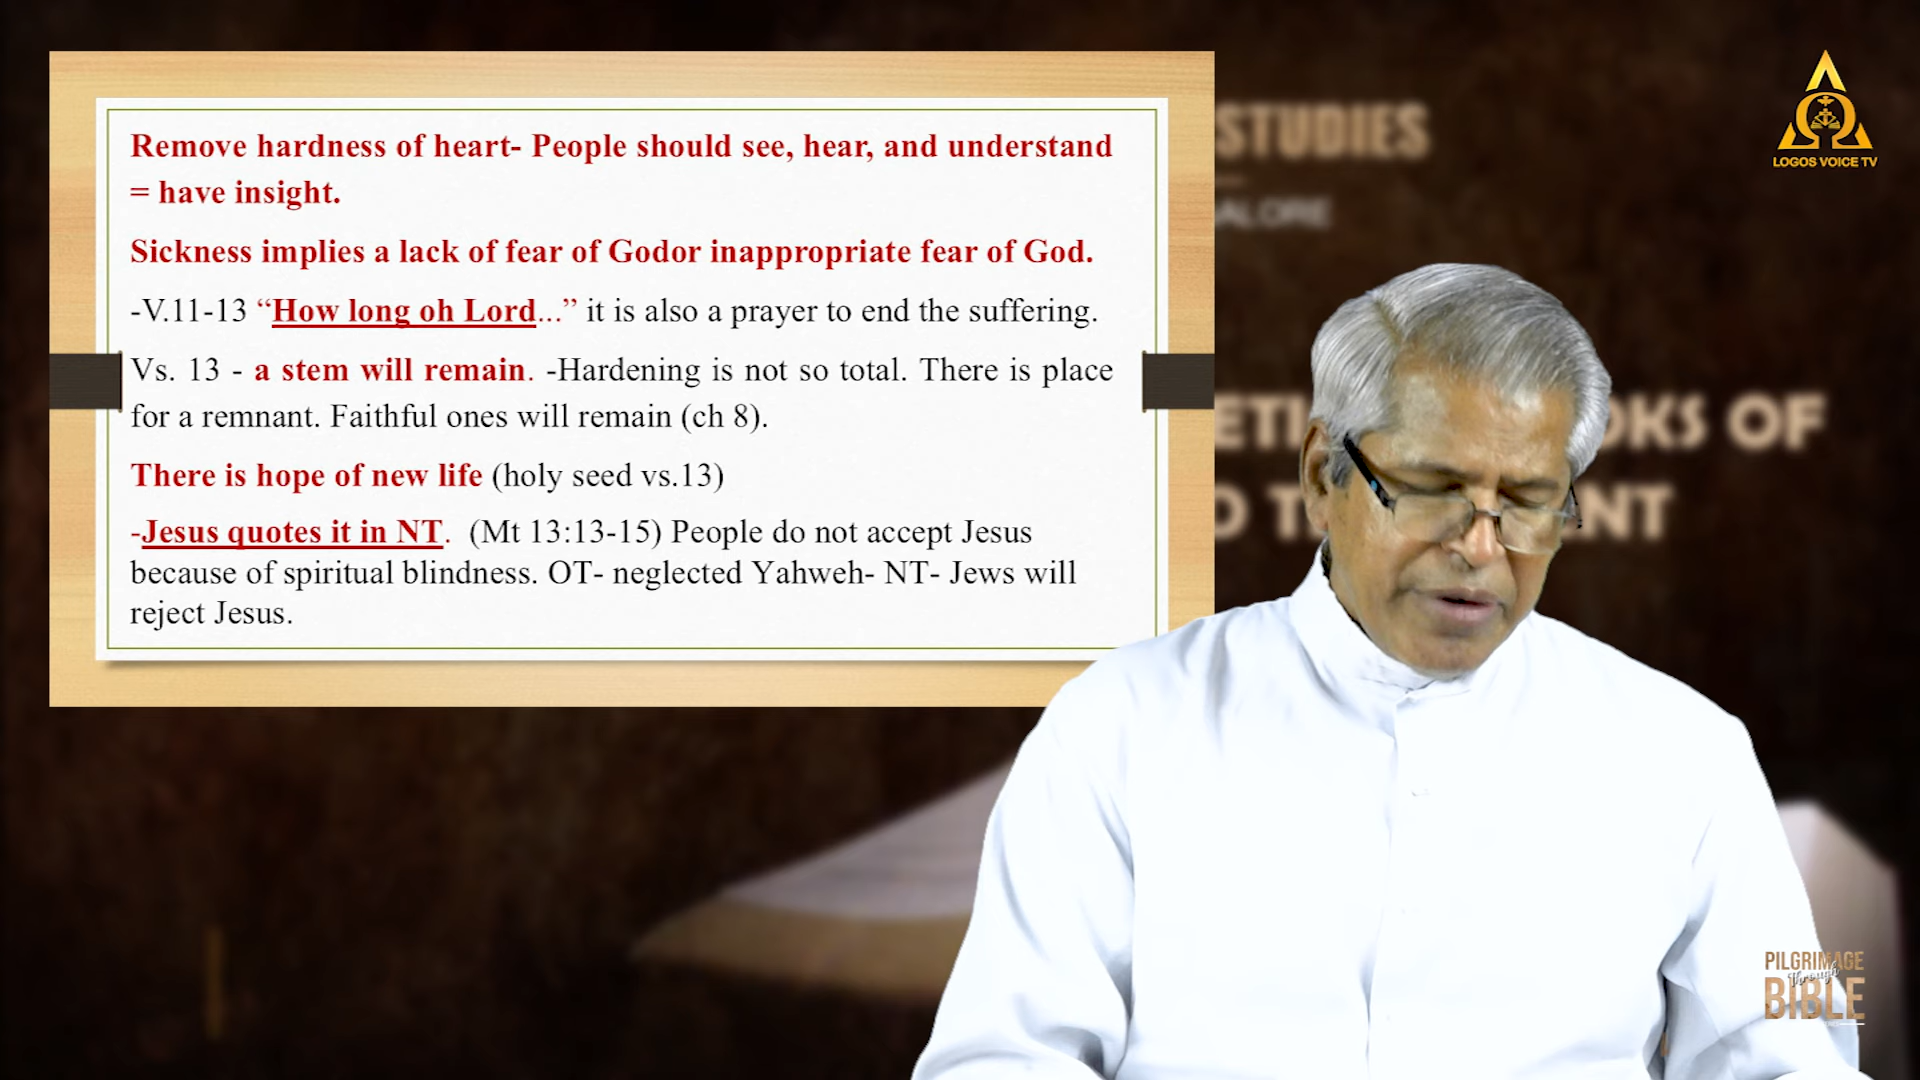 Remove hardness of heart- People should see, hear, and understand
= have insight.
Sickness implies a lack of fear of Godor inappropriate fear of God.
-V.11-13 “How long oh Lord...” it is also a prayer to end the suffering.
Vs. 13 - a stem will remain. -Hardening is not so total. There is place
for a remnant. Faithful ones will remain (ch 8).
There is hope of new life (holy seed vs.13)
-Jesus quotes it in NT. (Mt 13:13-15) People do not accept Jesus
because of spiritual blindness. OT- neglected Yahweh- NT- Jews will
reject Jesus.
STUDIES
LOGOS VOICE TV
OF
PILGRIMAGE
Through
BIBLE